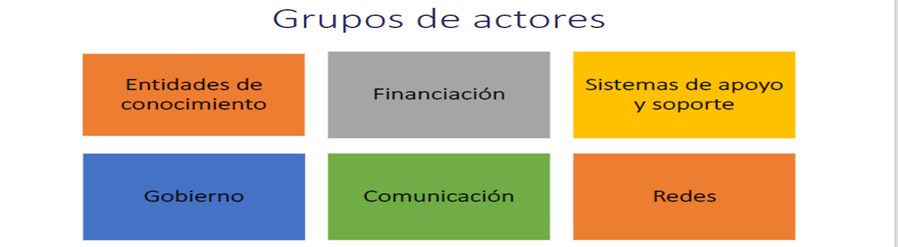 Grupos de actores
Entidades de
conocimiento
Financiación
Sistemas de apoyo
y soporte
Gobierno
Comunicación
Redes